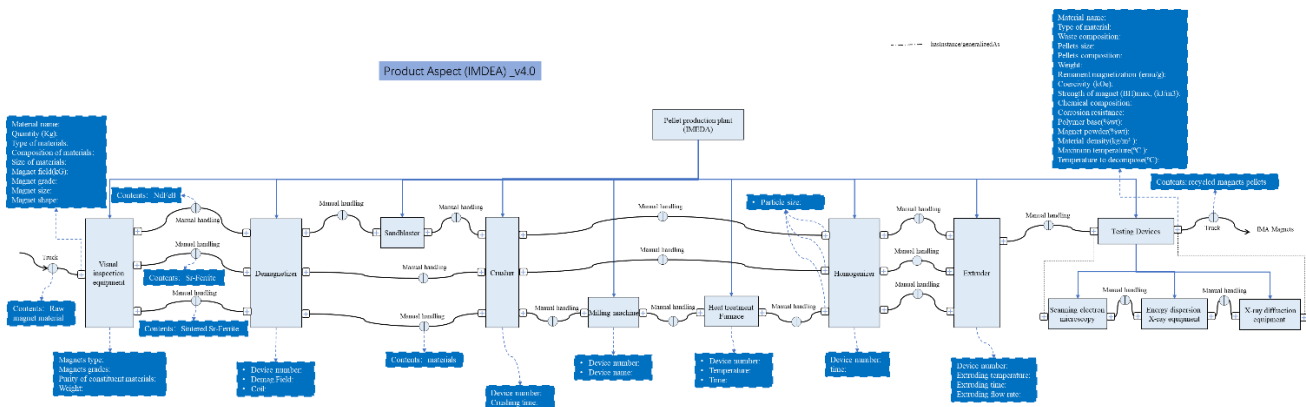 Material name:
Type of material:
Waste composition:
Pellets size:
Pellets composition:
Weight:
Remanent magnetization (emu/g):
Coercivity (kOe):
Strength of magnet (BH)max, (kJ/m3):
Chemical composition:
Corrosion resistance:
Polymer base(%wt):
Magnet powder(%wt):
Material density(kg/m³ ):
Maximum temperature(°C ):
Temperature to decompose(°C):
hasInstance/generalizedAs
Product Aspect (IMDEA) _v4.0
Pellet production plant
(IMEDA)
Material name:
Quantity (Kg):
Type of materials:
Composition of materials:
Size of materials:
Magnet field(kG):
Magnet grade:
Magnet size:
Magnet shape:
Contents: NdFeB
Manual handling
Manual handling
Manual handling
Contents: Sr-Ferrite
Contents: Sintered Sr-Ferrite
Truck
Contents: Raw
magnet material
Visual
inspection
equipment
Magnets type:
Magnets grades:
Purity of constituent materials:
Weight:
Demagnetizer
• Device number:
• Demag.Field:
• Coil:
Manual handling
Sandblaster
Manual handling
Manual handling
Manual handling
Contents: materials
Crusher
Device number:
Crushing time:
Manual handling
Manual handling
Manual handling
Milling machine
• Device number:
• Device name:
Manual handling
Heat treatment
Furnace
• Device number:
• Temperature:
• Time:
Manual handling
• Particle size:
Homogenizer
Device number:
time:
Manual handling
Manual handling
Manual handling
Extruder
Device number:
Extruding temperature:
Extruding time:
Extruding flow rate:
Manual handling
Testing Devices
Contents: recycled magnets pellets
Truck
IMA Magnets
Scanning electron
microscopy
Manual handling
Energy dispersion
X-ray equipment
Manual handling
X-ray diffraction
equipment